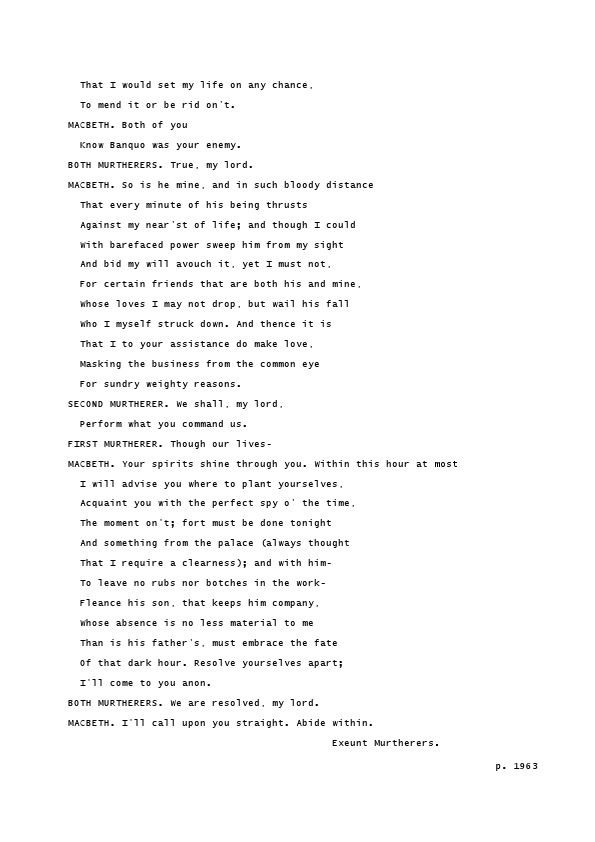 That I would set my life on any chance,
To mend it or be rid on't.
MACBETH. Both of you
Know Banquo was your enemy.
BOTH MURTHERERS. True, my lord.
MACBETH. So is he mine, and in such bloody distance
That every minute of his being thrusts
Against my near'st of life; and though I could
With barefaced power sweep him from my sight
And bid my will avouch it, yet I must not,
For certain friends that are both his and mine,
Whose loves I may not drop, but wail his fall
Who I myself struck down. And thence it is
That I to your assistance do make love,
Masking the business from the common eye
For sundry weighty reasons.
SECOND MURTHERER. We shall, my lord,
Perform what you command us.
FIRST MURTHERER. Though our lives-
MACBETH. Your spirits shine through you. Within this hour at most
I will advise you where to plant yourselves,
Acquaint you with the perfect spy o' the time,
The moment on't; fort must be done tonight
And something from the palace (always thought
That I require a clearness); and with him-
To leave no rubs nor botches in the work-
Fleance his son, that keeps him company,
Whose absence is no less material to me
Than is his father's, must embrace the fate
Of that dark hour. Resolve yourselves apart;
I'll come to you anon.
BOTH MURTHERERS. We are resolved, my lord.
MACBETH. I'll call upon you straight. Abide within.
Exeunt Murtherers.
p. 1963